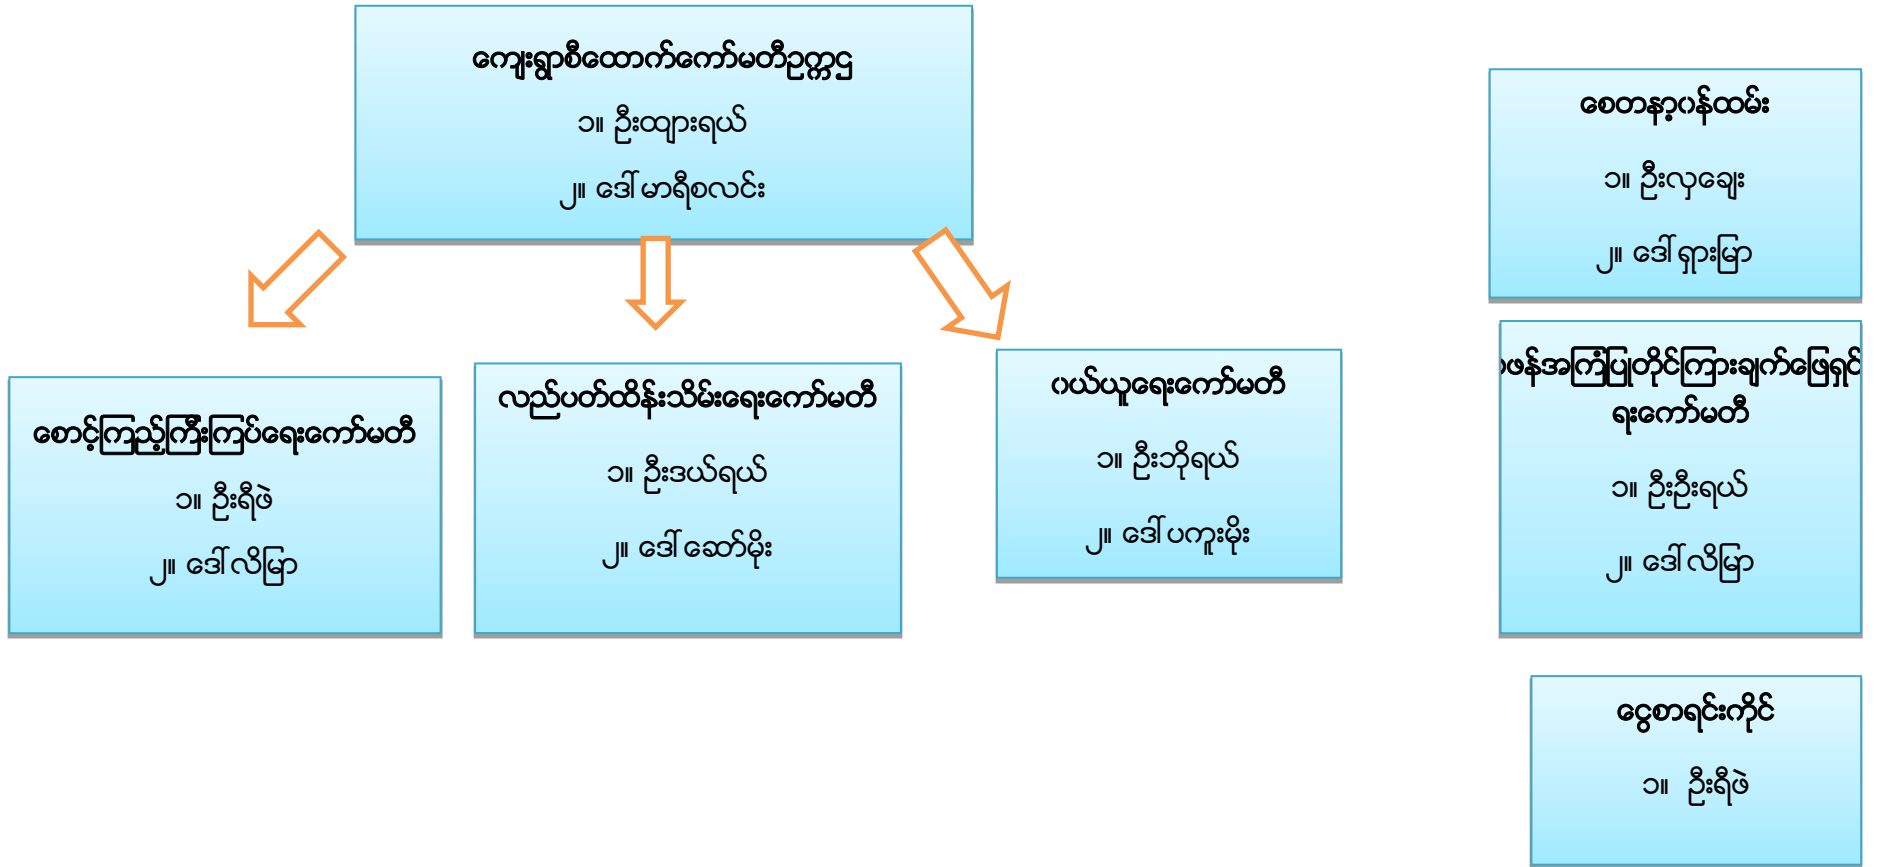 ကျေးရွာစီထောက်ကော်မတီဥက္ကဌ
၁။ ဦးထျားရယ်
၂။ ဒေါ်မာရီစလင်း
စေတနာ့ဝန်ထမ်း
၁။ ဦးလှချေး
၂။ ဒေါ်ရှားမြာ
စောင့်ကြည့်ကြီးကြပ်ရေးကော်မတီ
၁။ ဦးရီဖဲ
၂။ ဒေါ်လိမြာ
လည်ပတ်ထိန်းသိမ်းရေးကော်မတီ
၁။ ဦးဒယ်ရယ်
၂။ ဒေါ်ဆော်မိုး
ဝယ်ယူရေးကော်မတီ
၁။ ဦးဘိုရယ်
၂။ ဒေါ်ပကူးမိုး
အကြံပြုတိုင်ကြားချက်ဖြေရှင်
ရေးကော်မတီ
၁။ ဦးဦးရယ်
၂။ ဒေါ်လိမြာ
ငွေစာရင်းကိုင်
၁။ ဦးရီဖဲ